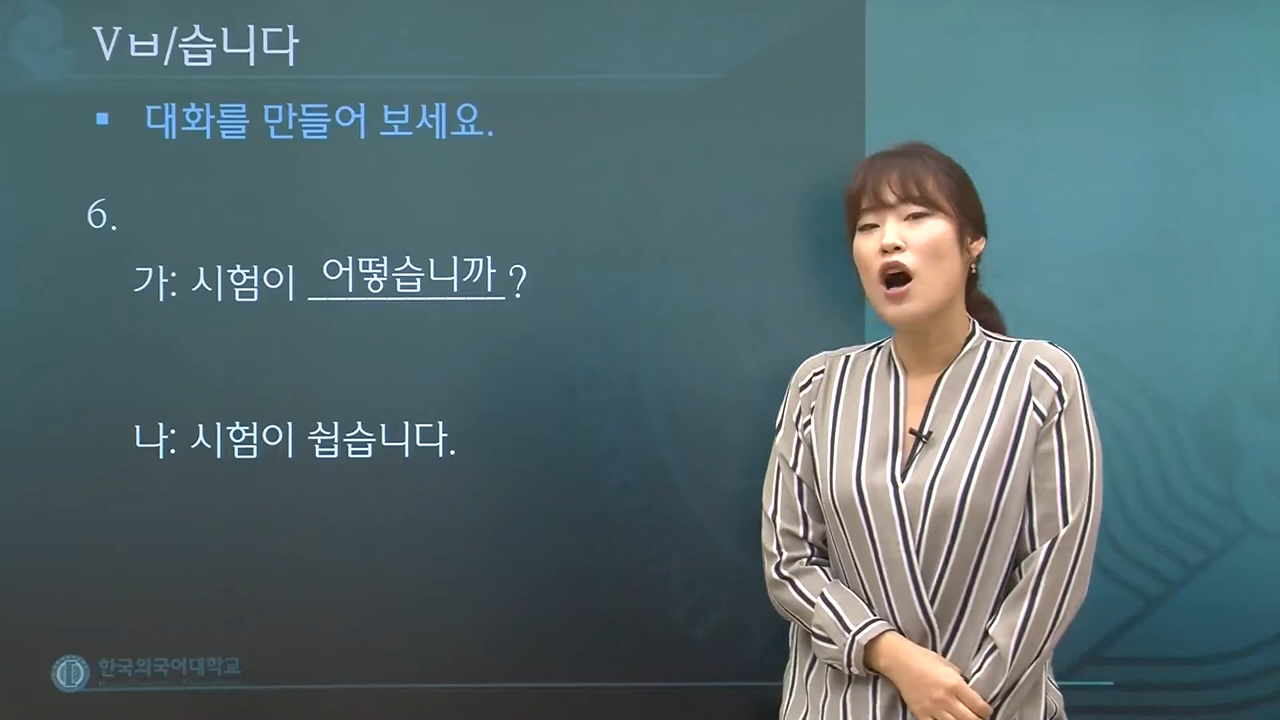 Vㅂ/습니다
▪ 대화를 만들어 보세요.
6.
가: 시험이 어떻습니까?
나: 시험이 쉽습니다.
한국외국어대학교